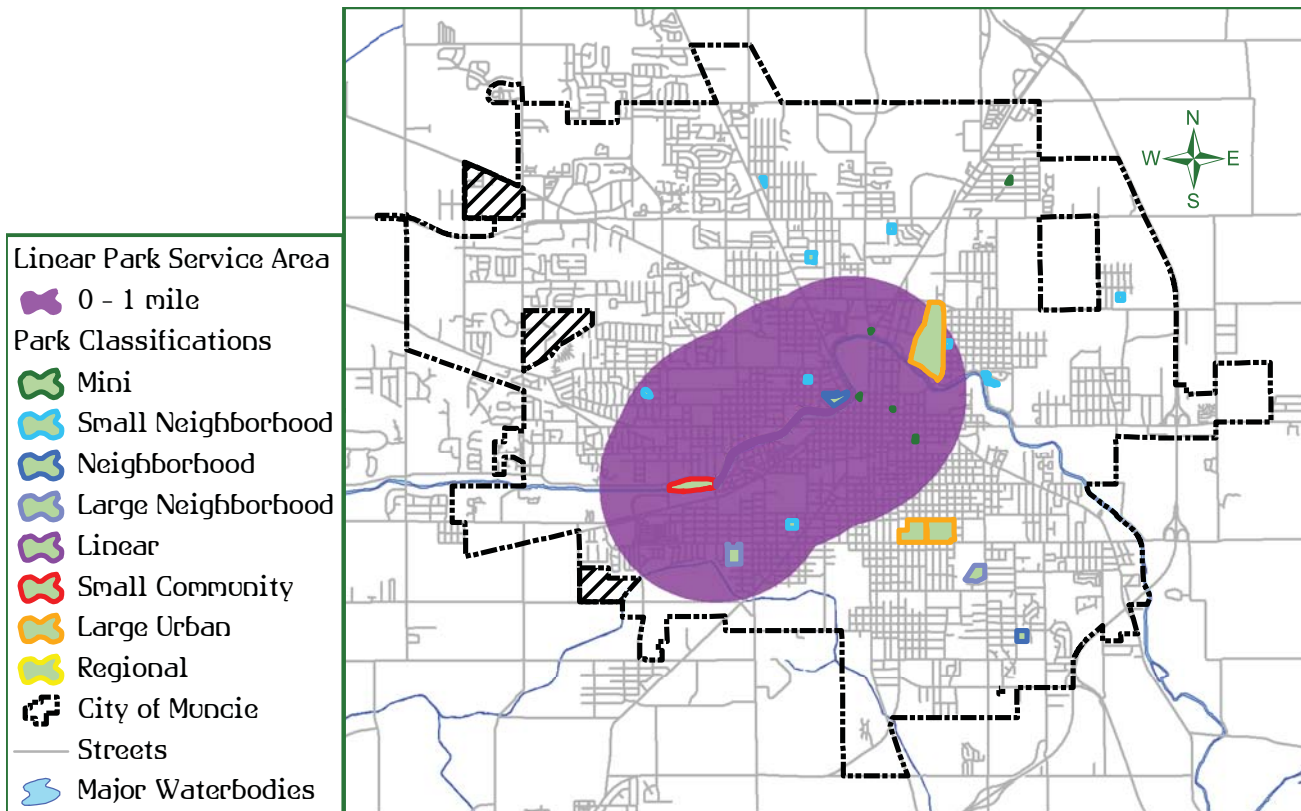 N
W E
S
Linear Park Service Area
0 - 1 mile
Park Classifications
Mini
Small Neighborhood
Neighborhood
Large Neighborhood
Linear
Small Community
Large Urban
Regional
City of Muncie
Streets
Major Waterbodies